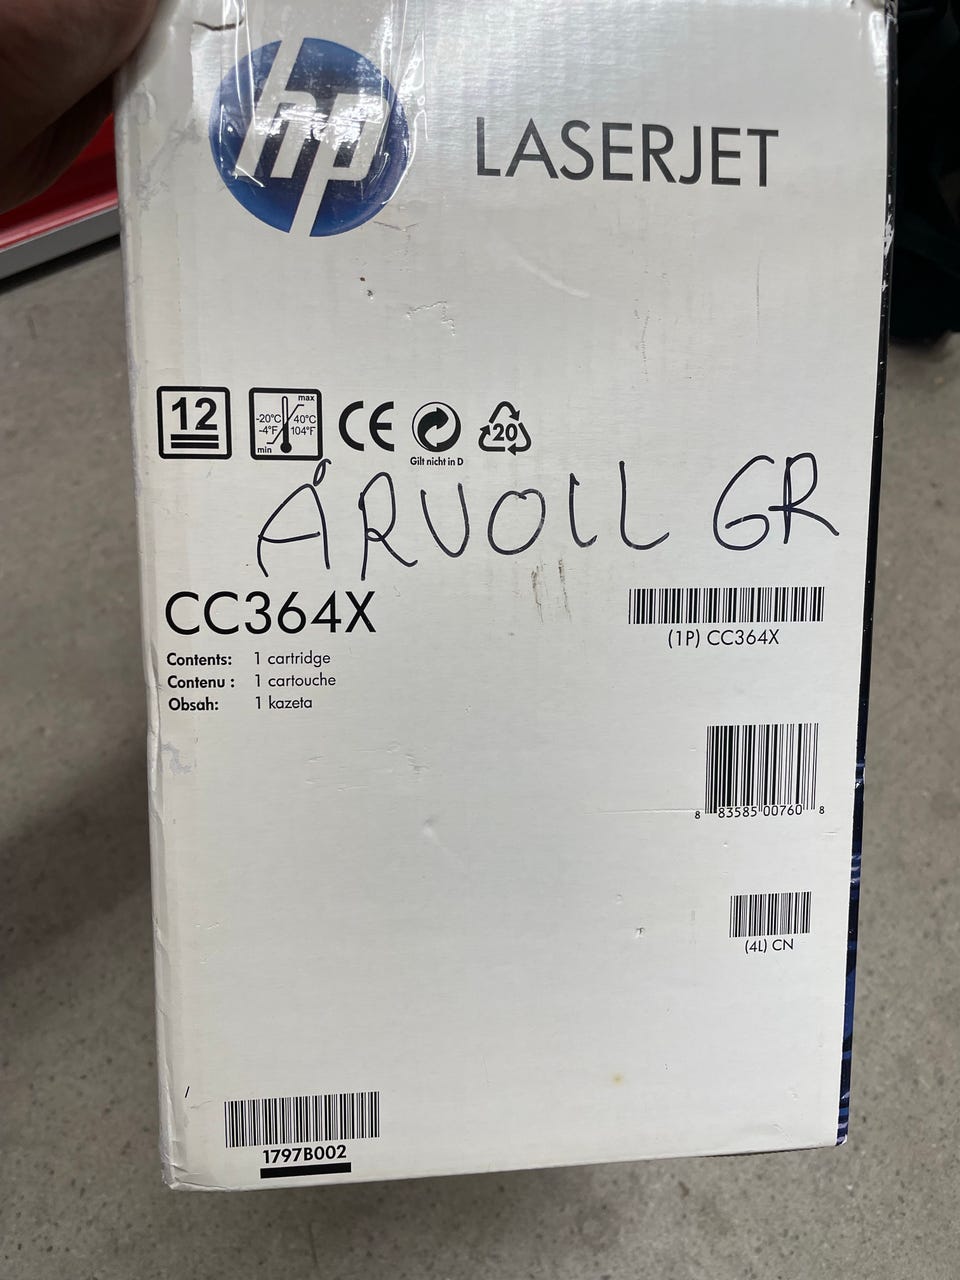 hp
LASERJET
12
max
-20°C 40°C
-4°F 104°F
min
CE
Gilt nicht in D
20
ÅRVOLL GR
CC364X
(1P) CC364X
Contents: 1 cartridge
Contenu : 1 cartouche
Obsah: 1 kazeta
8 83585 00760 8
(4L) CN
1797B002